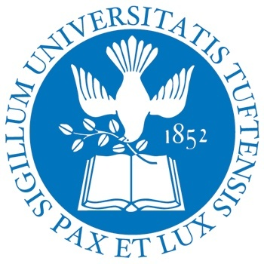 SIGILLUM UNIVERSITATIS TUFTENSIS
1852
PAX ET LUX